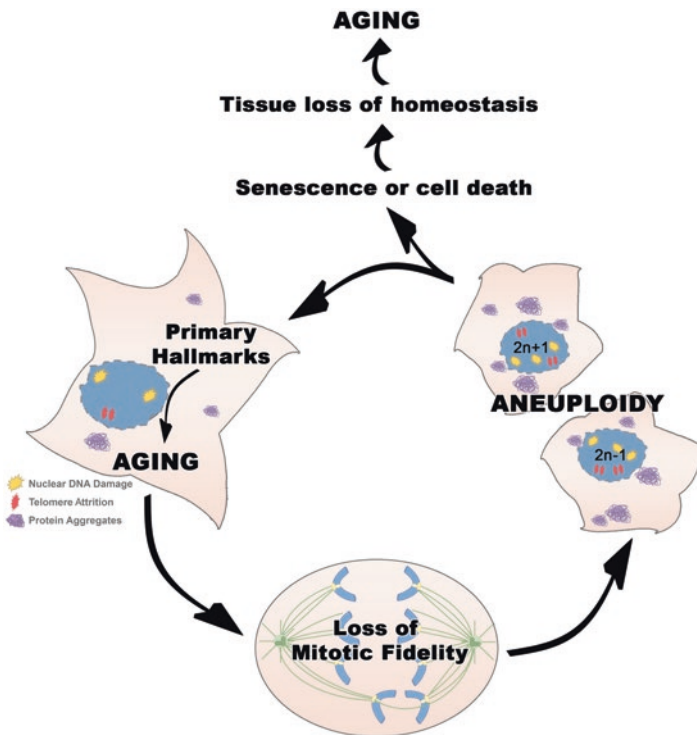 AGING
Tissue loss of homeostasis
Senescence or cell death
Primary
Hallmarks
AGING
2n+1
ANEUPLOIDY
2n-1
Nuclear DNA Damage
Telomere Attrition
Protein Aggregates
Loss of
Mitotic Fidelity